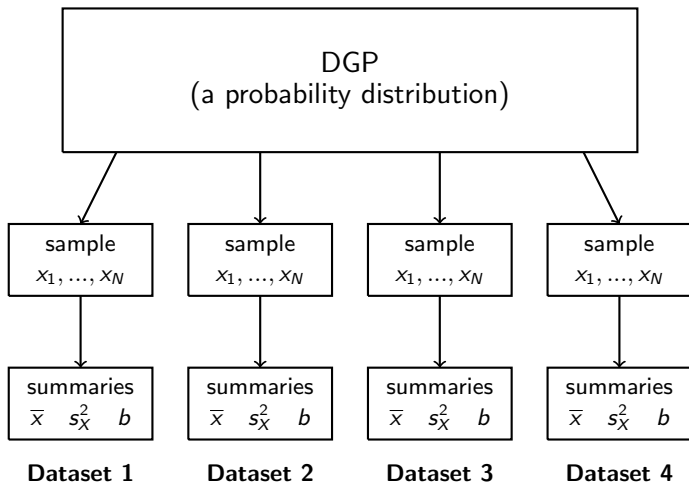 DGP
(a probability distribution)
sample
x₁, ..., x_N
sample
x₁, ..., x_N
sample
x₁, ..., x_N
sample
x₁, ..., x_N
summaries
x̅ s²_X b
summaries
x̅ s²_X b
summaries
x̅ s²_X b
summaries
x̅ s²_X b
Dataset 1
Dataset 2
Dataset 3
Dataset 4